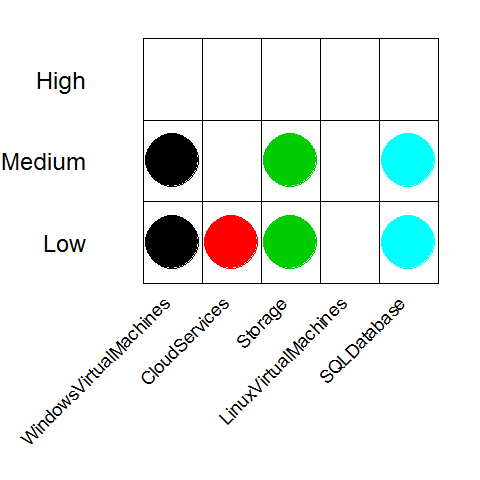 High
Medium
Low
WindowsVirtualMachines
CloudServices
Storage
LinuxVirtualMachines
SQLDatabase